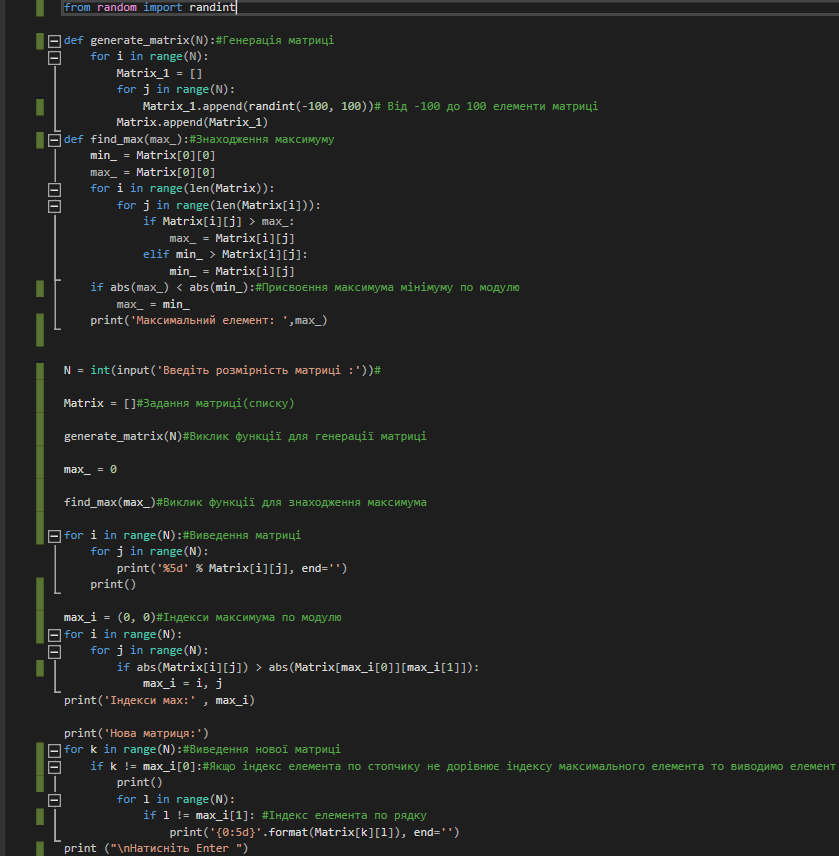 from random import randint
def generate_matrix(N):#Генерація матриці
for i in range(N):
Matrix_1 = []
for j in range(N):
Matrix_1.append(randint(-100, 100))# Від -100 до 100 елементи матриці
Matrix.append(Matrix_1)
def find_max(max_):#Знаходження максимуму
min_ = Matrix[0][0]
max_ = Matrix[0][0]
for i in range(len(Matrix)):
for j in range(len(Matrix[i])):
if Matrix[i][j] > max_:
max_ = Matrix[i][j]
elif min_ > Matrix[i][j]:
min_ = Matrix[i][j]
if abs(max_) < abs(min_):#Присвоєння максимума мінімуму по модулю
max_ = min_
print('Максимальний елемент: ',max_)
N = int(input('Введіть розмірність матриці :'))#
Matrix = []#Задання матриці(списку)
generate_matrix(N)#Виклик функції для генерації матриці
max_ = 0
find_max(max_)#Виклик функції для знаходження максимума
for i in range(N):#Виведення матриці
for j in range(N):
print('%5d' % Matrix[i][j], end='')
print()
max_i = (0, 0)#Індекси максимума по модулю
for i in range(N):
for j in range(N):
if abs(Matrix[i][j]) > abs(Matrix[max_i[0]][max_i[1]]):
max_i = i, j
print('Індекси мах:' , max_i)
print('Нова матриця:')
for k in range(N):#Виведення нової матриці
if k != max_i[0]:#Якщо індекс елемента по стопчику не дорівнює індексу максимального елемента то виводимо елемент
print()
for l in range(N):
if l != max_i[1]: #Індекс елемента по рядку
print('{0:5d}'.format(Matrix[k][l]), end='')
print ("\nНатисніть Enter ")